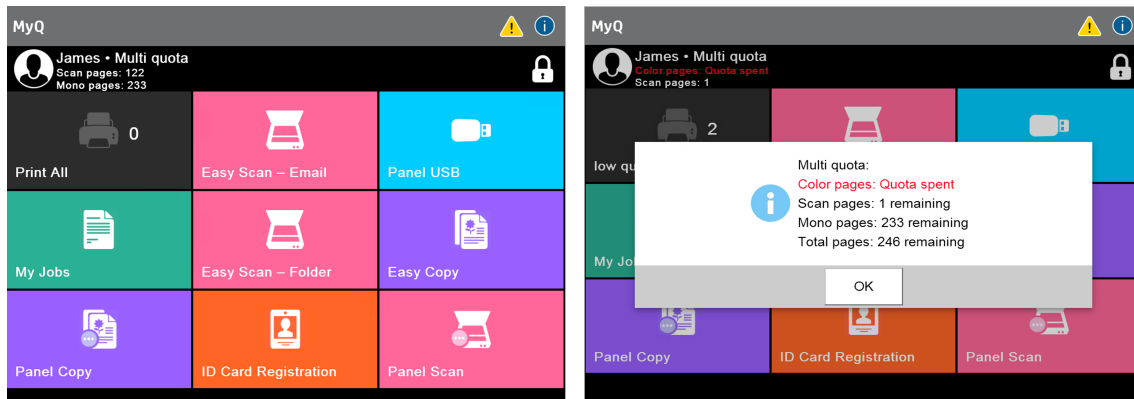 MyQ
James • Multi quota
Scan pages: 122
Mono pages: 233
0
Print All
Easy Scan – Email
Panel USB
My Jobs
Easy Scan – Folder
Easy Copy
Panel Copy
ID Card Registration
Panel Scan
MyQ
James • Multi quota
Color pages: Quota spent
Scan pages: 1
2
low qu
Multi quota:
Color pages: Quota spent
Scan pages: 1 remaining
Mono pages: 233 remaining
Total pages: 246 remaining
My Jo
OK
Panel Copy
ID Card Registration
Panel Scan